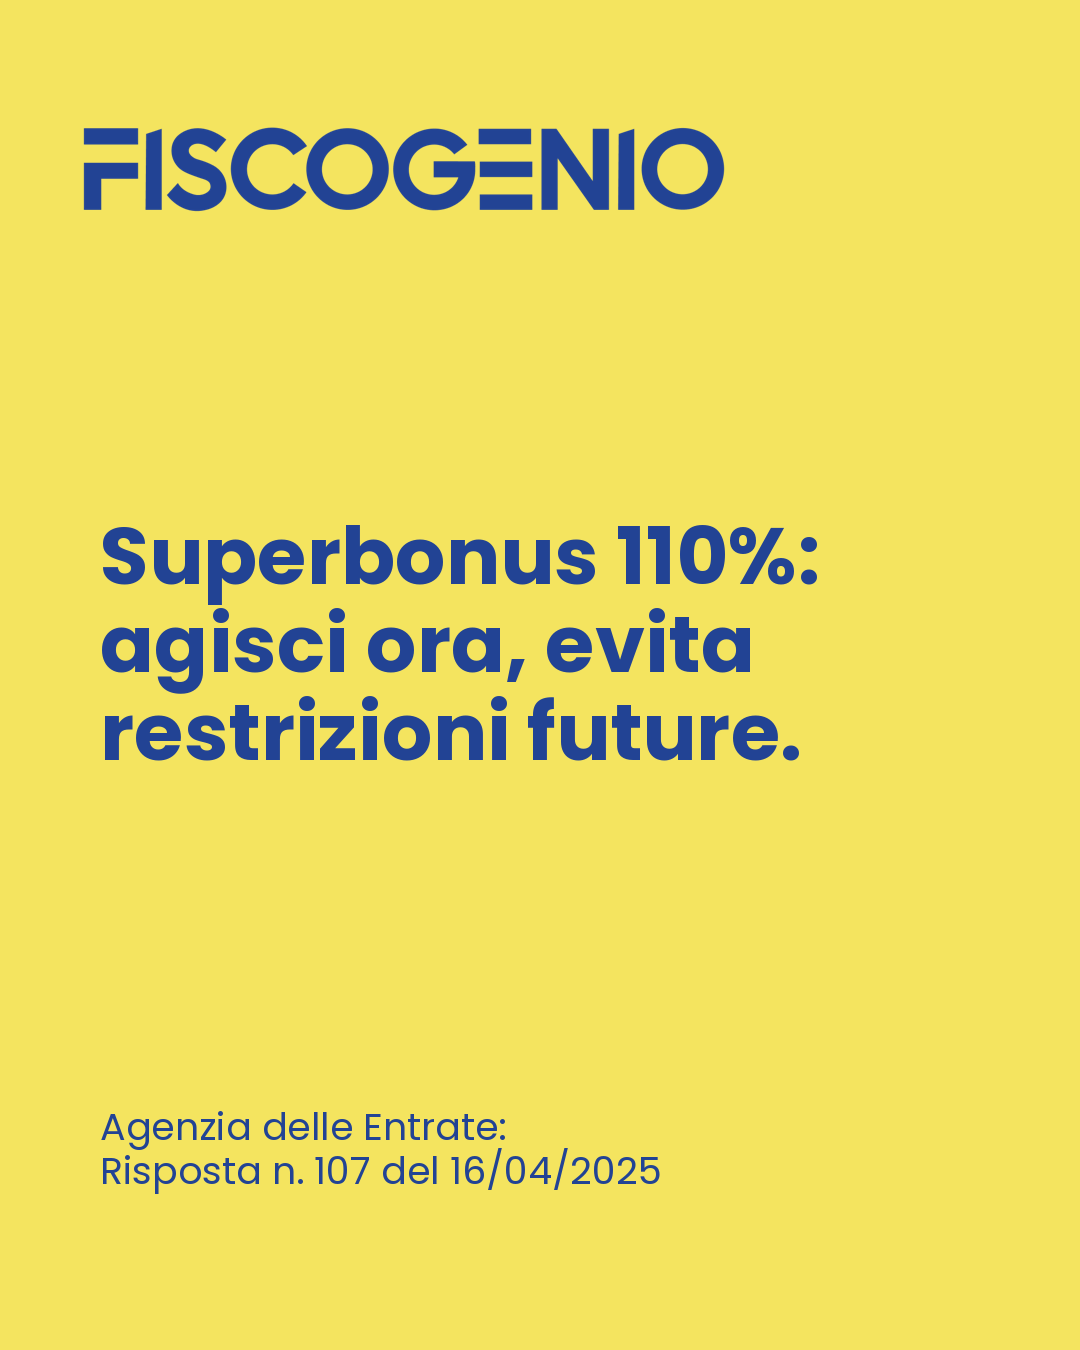 FISCOGENIO
Superbonus 110%:
agisci ora, evita
restrizioni future.
Agenzia delle Entrate:
Risposta n. 107 del 16/04/2025